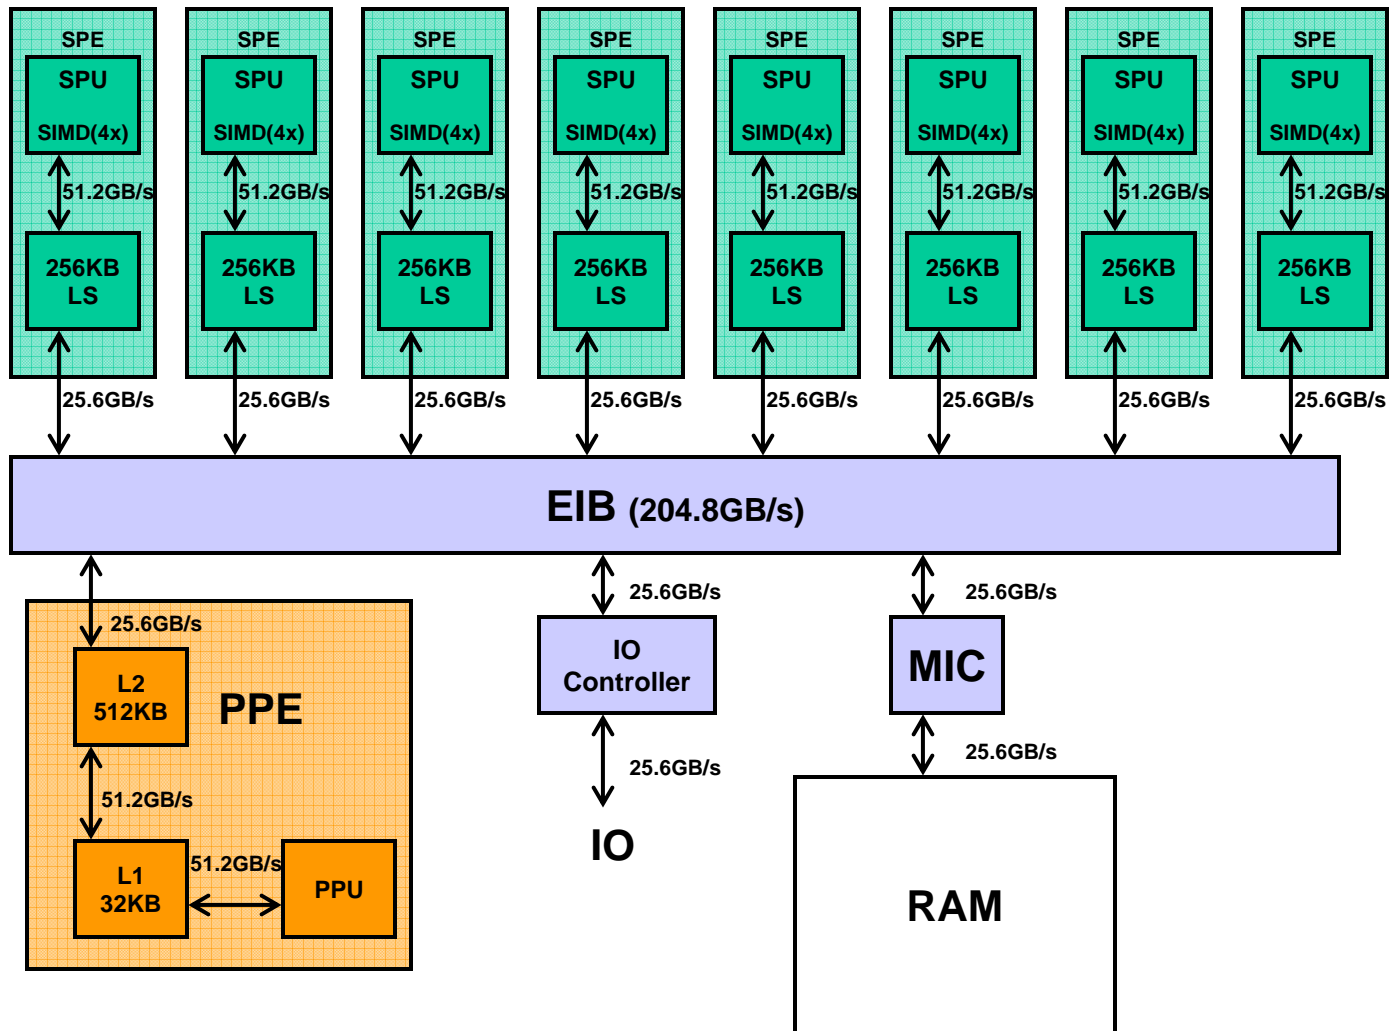 SPE SPE SPE SPE SPE SPE SPE SPE
SPU SPU SPU SPU SPU SPU SPU SPU
SIMD(4x) SIMD(4x) SIMD(4x) SIMD(4x) SIMD(4x) SIMD(4x) SIMD(4x) SIMD(4x)
51.2GB/s 51.2GB/s 51.2GB/s 51.2GB/s 51.2GB/s 51.2GB/s 51.2GB/s 51.2GB/s
256KB 256KB 256KB 256KB 256KB 256KB 256KB 256KB
LS LS LS LS LS LS LS LS
25.6GB/s 25.6GB/s 25.6GB/s 25.6GB/s 25.6GB/s 25.6GB/s 25.6GB/s 25.6GB/s
EIB (204.8GB/s)
25.6GB/s
L2
512KB
PPE
51.2GB/s
L1
32KB
51.2GB/s
PPU
25.6GB/s
IO
Controller
25.6GB/s
IO
25.6GB/s
MIC
25.6GB/s
RAM